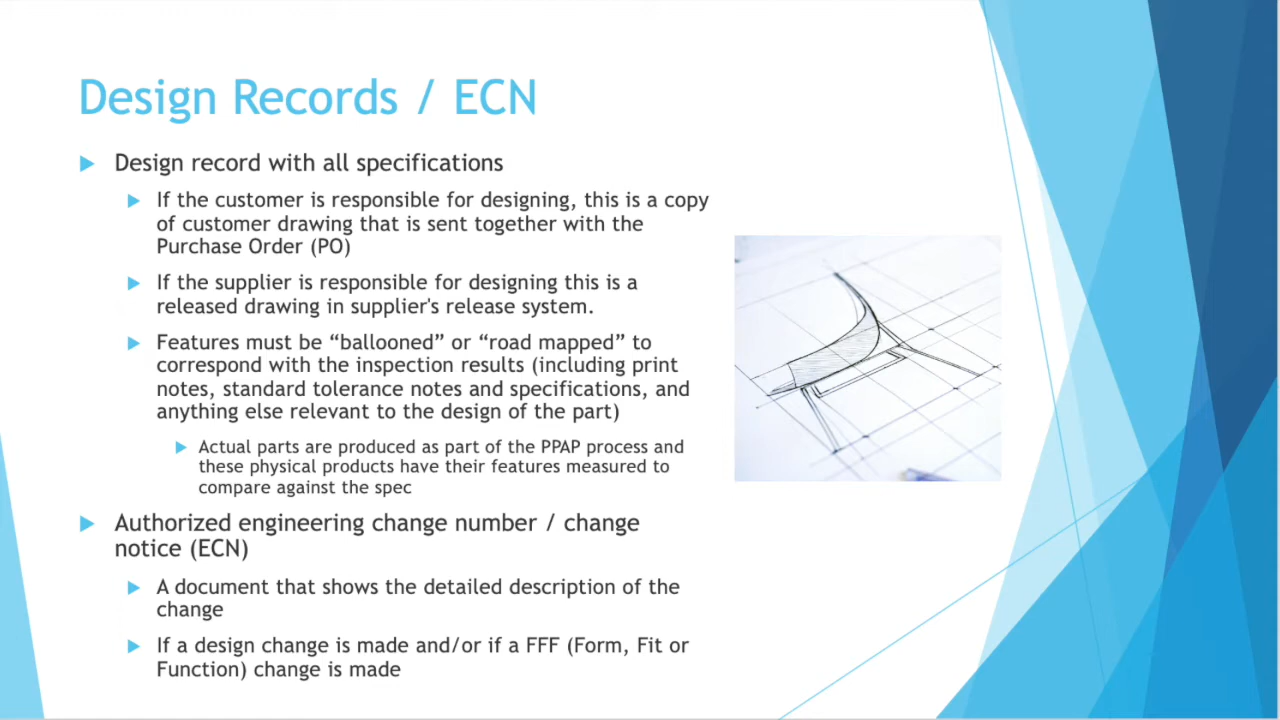 Design Records / ECN
Design record with all specifications
If the customer is responsible for designing, this is a copy
of customer drawing that is sent together with the
Purchase Order (PO)
If the supplier is responsible for designing this is a
released drawing in supplier's release system.
Features must be “ballooned” or “road mapped” to
correspond with the inspection results (including print
notes, standard tolerance notes and specifications, and
anything else relevant to the design of the part)
Actual parts are produced as part of the PPAP process and
these physical products have their features measured to
compare against the spec
Authorized engineering change number / change
notice (ECN)
A document that shows the detailed description of the
change
If a design change is made and/or if a FFF (Form, Fit or
Function) change is made